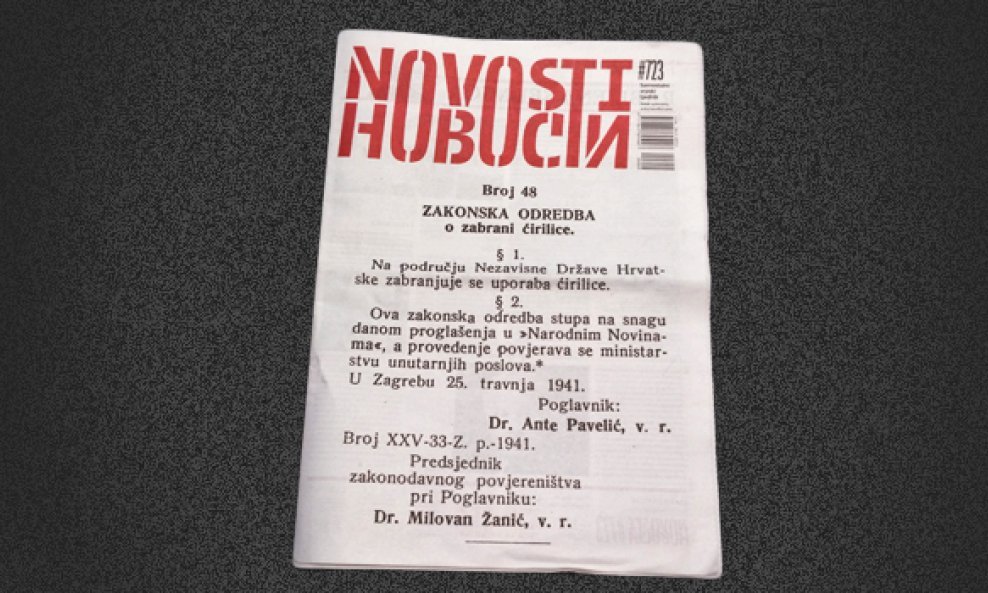 NOVOSTI
НОВОСТИ
#723
Broj 48
ZAKONSKA ODREDBA
o zabrani ćirilice.
§ 1.
Na području Nezavisne Države Hrvat-
ske zabranjuje se uporaba ćirilice.
§ 2.
Ova zakonska odredba stupa na snagu
danom proglašenja u »Narodnim Novina-
ma«, a provedenje povjerava se ministar-
stvu unutarnjih poslova.*
U Zagrebu 25. travnja 1941.
Poglavnik:
Dr. Ante Pavelić, v. r.
Broj XXV-33-Z. p.-1941.
Predsjednik
zakonodavnog povjereništva
pri Poglavniku:
Dr. Milovan Žanić, v. r.